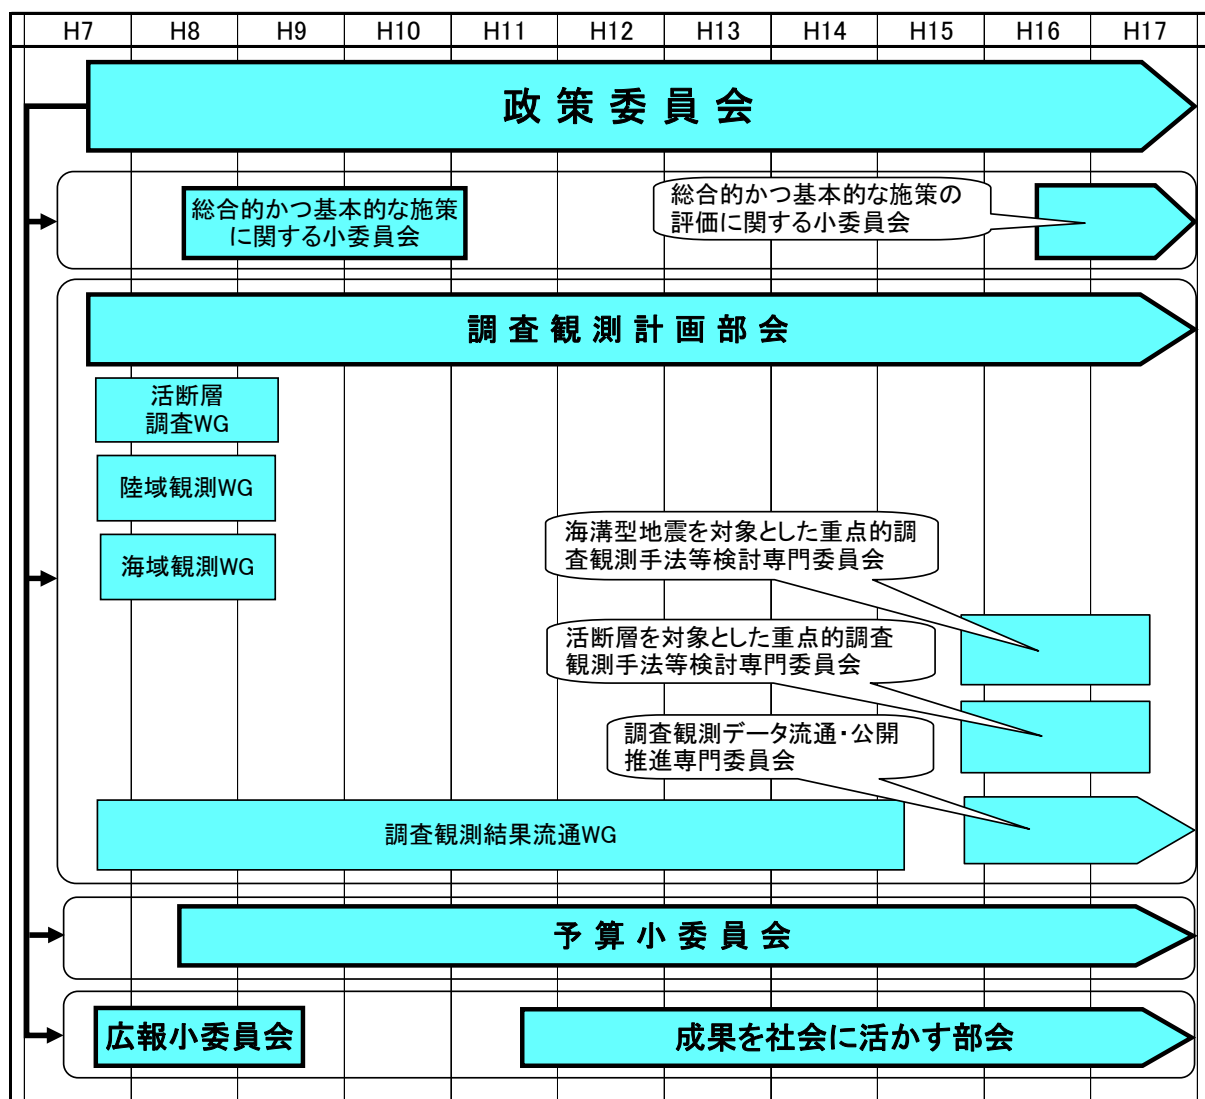 H7 H8 H9 H10 H11 H12 H13 H14 H15 H16 H17
政策委員会
総合的かつ基本的な施策
に関する小委員会
総合的かつ基本的な施策の
評価に関する小委員会
調査観測計画部会
活断層
調査WG
陸域観測WG
海域観測WG
海溝型地震を対象とした重点的調
査観測手法等検討専門委員会
活断層を対象とした重点的調査
観測手法等検討専門委員会
調査観測データ流通・公開
推進専門委員会
調査観測結果流通WG
予算小委員会
広報小委員会
成果を社会に活かす部会